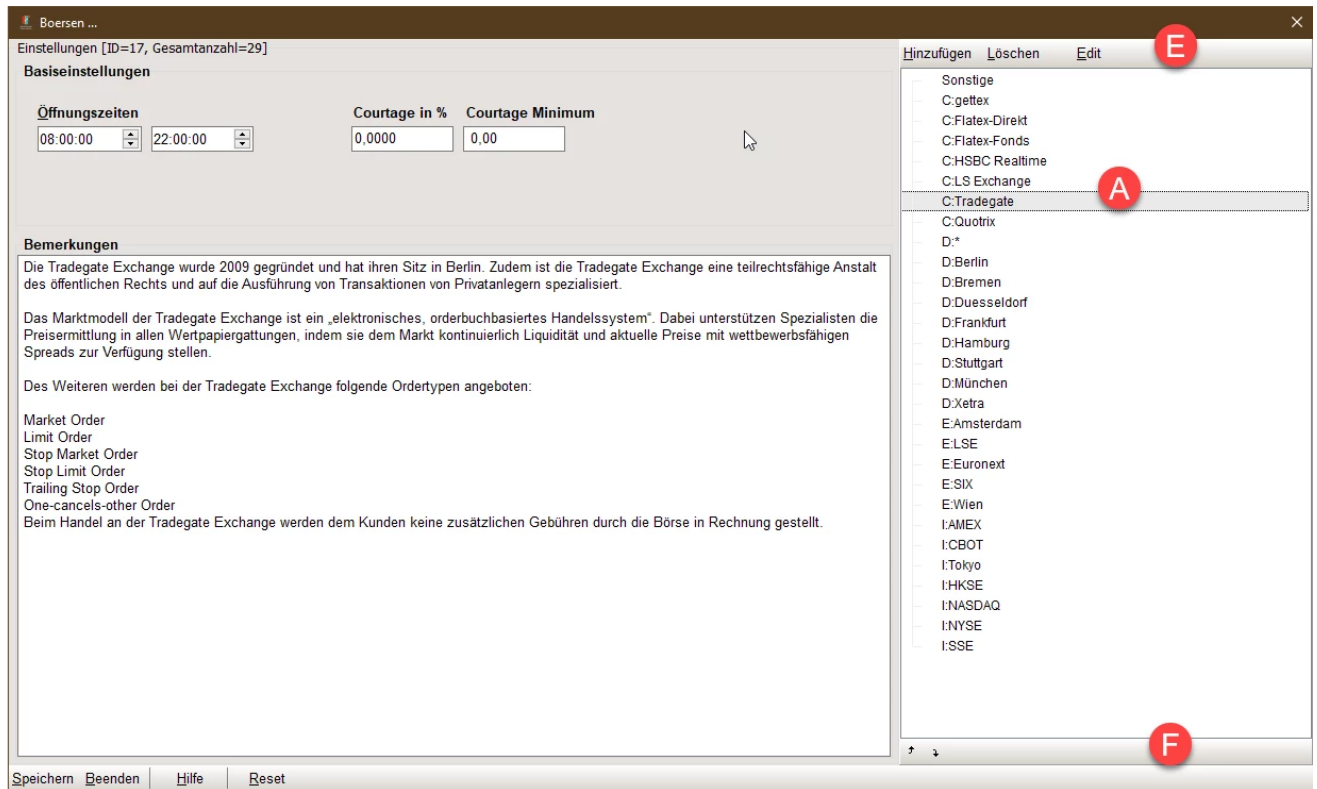 Boersen ...
Einstellungen [ID=17, Gesamtanzahl=29]
Basiseinstellungen
Öffnungszeiten
Courtage in % Courtage Minimum
08:00:00 22:00:00 0,0000 0,00
Bemerkungen
Die Tradegate Exchange wurde 2009 gegründet und hat ihren Sitz in Berlin. Zudem ist die Tradegate Exchange eine teilrechtsfähige Anstalt
des öffentlichen Rechts und auf die Ausführung von Transaktionen von Privatanlegern spezialisiert.
Das Marktmodell der Tradegate Exchange ist ein „elektronisches, orderbuchbasiertes Handelssystem“. Dabei unterstützen Spezialisten die
Preisermittlung in allen Wertpapiergattungen, indem sie dem Markt kontinuierlich Liquidität und aktuelle Preise mit wettbewerbsfähigen
Spreads zur Verfügung stellen.
Des Weiteren werden bei der Tradegate Exchange folgende Ordertypen angeboten:
Market Order
Limit Order
Stop Market Order
Stop Limit Order
Trailing Stop Order
One-cancels-other Order
Beim Handel an der Tradegate Exchange werden dem Kunden keine zusätzlichen Gebühren durch die Börse in Rechnung gestellt.
Hinzufügen Löschen Edit
E
Sonstige
C:gettex
C:Flatex-Direkt
C:Flatex-Fonds
C:HSBC Realtime
C:LS Exchange
A
C:Tradegate
C:Quotrix
D:*
D:Berlin
D:Bremen
D:Duesseldorf
D:Frankfurt
D:Hamburg
D:Stuttgart
D:München
D:Xetra
E:Amsterdam
E:LSE
E:Euronext
E:SIX
E:Wien
I:AMEX
I:CBOT
I:Tokyo
I:HKSE
I:NASDAQ
I:NYSE
I:SSE
F
Speichern Beenden Hilfe Reset